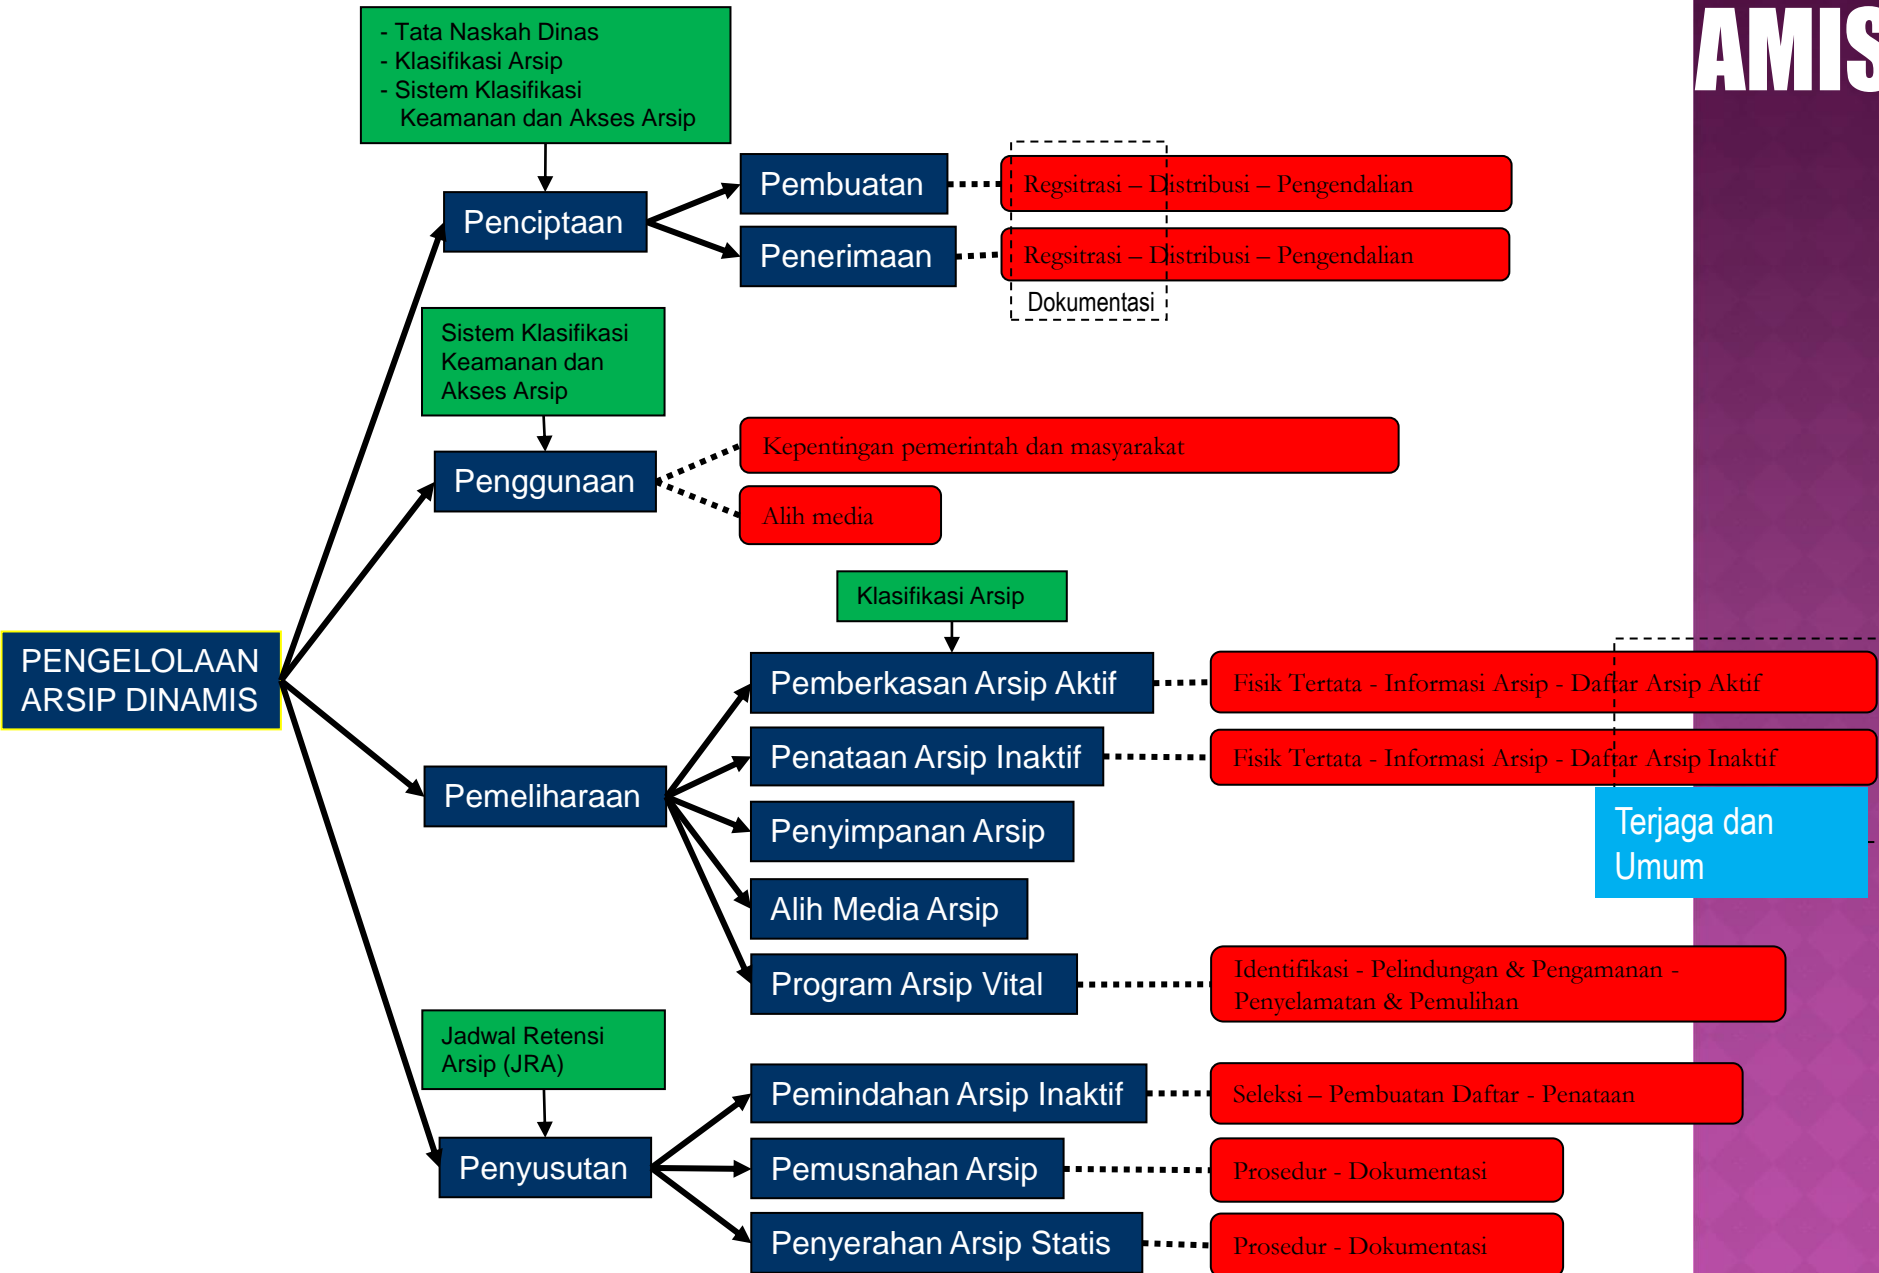 AMIS
- Tata Naskah Dinas
- Klasifikasi Arsip
- Sistem Klasifikasi
Keamanan dan Akses Arsip
Penciptaan
Pembuatan
Regsitrasi – Distribusi – Pengendalian
Penerimaan
Regsitrasi – Distribusi – Pengendalian
Dokumentasi
Sistem Klasifikasi
Keamanan dan
Akses Arsip
Penggunaan
Kepentingan pemerintah dan masyarakat
Alih media
PENGELOLAAN
ARSIP DINAMIS
Klasifikasi Arsip
Pemeliharaan
Pemberkasan Arsip Aktif
Fisik Tertata - Informasi Arsip - Daftar Arsip Aktif
Penataan Arsip Inaktif
Fisik Tertata - Informasi Arsip - Daftar Arsip Inaktif
Terjaga dan
Umum
Penyimpanan Arsip
Alih Media Arsip
Program Arsip Vital
Identifikasi - Pelindungan & Pengamanan -
Penyelamatan & Pemulihan
Jadwal Retensi
Arsip (JRA)
Penyusutan
Pemindahan Arsip Inaktif
Seleksi – Pembuatan Daftar - Penataan
Pemusnahan Arsip
Prosedur - Dokumentasi
Penyerahan Arsip Statis
Prosedur - Dokumentasi